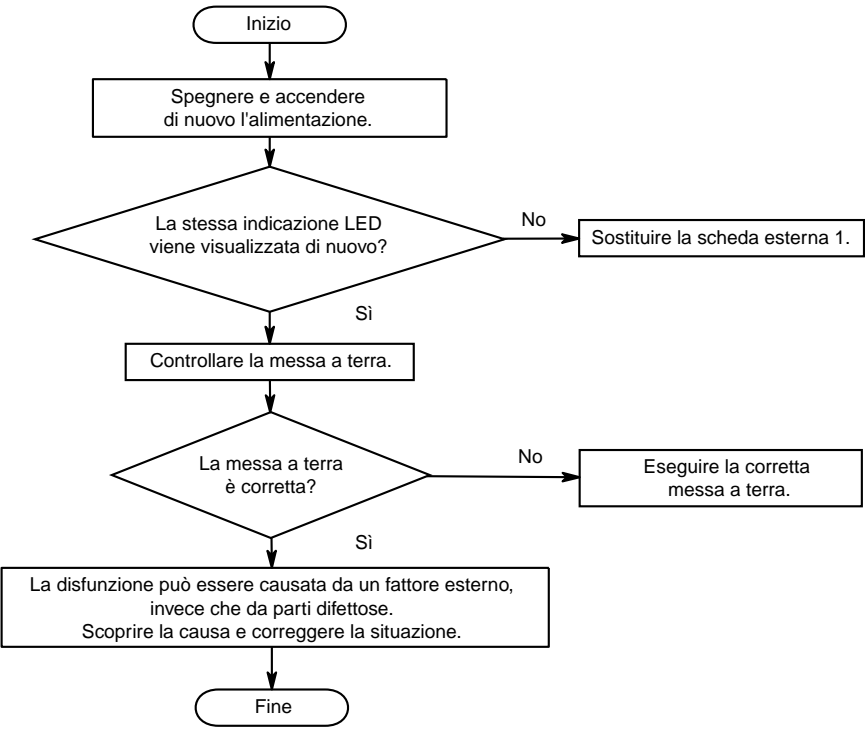 Inizio
Spegnere e accendere
di nuovo l'alimentazione.
La stessa indicazione LED
viene visualizzata di nuovo?
No
Sostituire la scheda esterna 1.
Sì
Controllare la messa a terra.
La messa a terra
è corretta?
No
Eseguire la corretta
messa a terra.
Sì
La disfunzione può essere causata da un fattore esterno,
invece che da parti difettose.
Scoprire la causa e correggere la situazione.
Fine